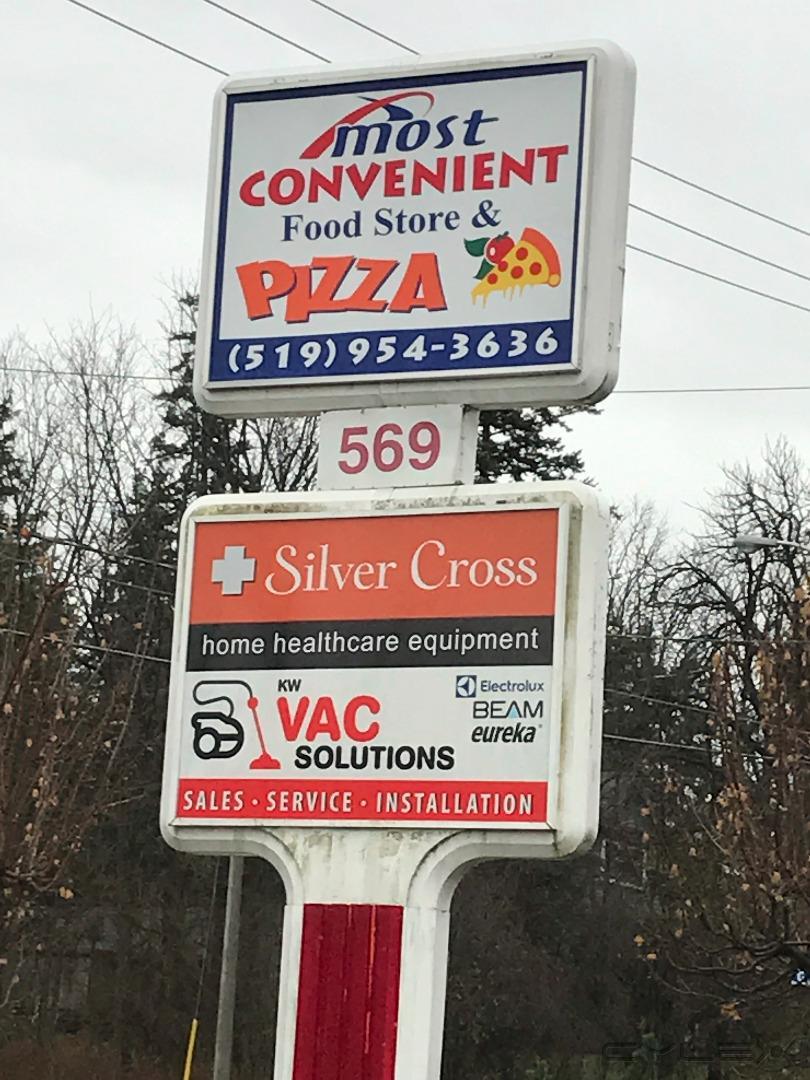 most
CONVENIENT
Food Store &
PIZZA
(519)954-3636
569
Silver Cross
home healthcare equipment
KW
VAC
SOLUTIONS
Electrolux
BEAM
eureka
SALES · SERVICE · INSTALLATION
CYLEX